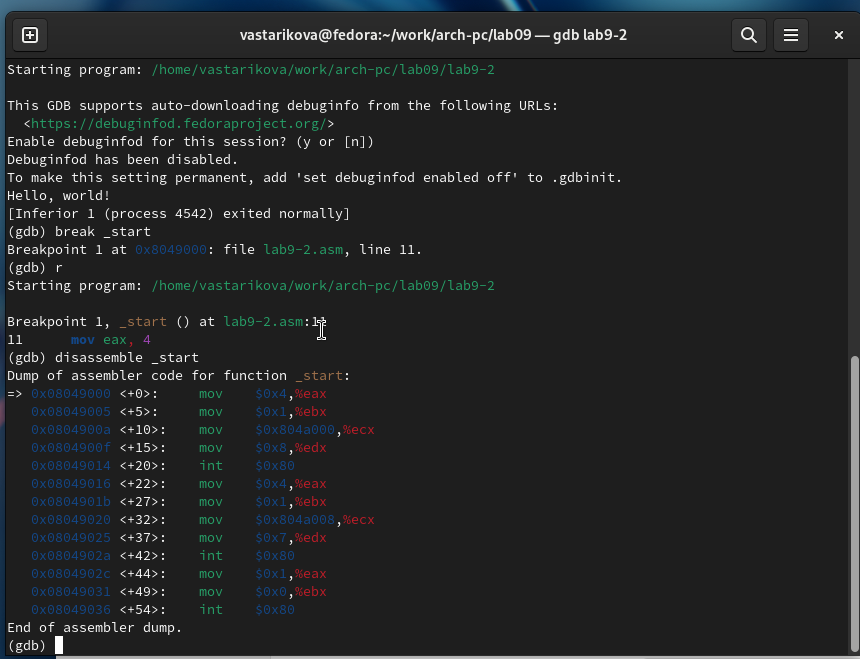 vastarikova@fedora:~/work/arch-pc/lab09 — gdb lab9-2
Starting program: /home/vastarikova/work/arch-pc/lab09/lab9-2
This GDB supports auto-downloading debuginfo from the following URLs:
<https://debuginfod.fedoraproject.org/>
Enable debuginfod for this session? (y or [n])
Debuginfod has been disabled.
To make this setting permanent, add 'set debuginfod enabled off' to .gdbinit.
Hello, world!
[Inferior 1 (process 4542) exited normally]
(gdb) break _start
Breakpoint 1 at 0x8049000: file lab9-2.asm, line 11.
(gdb) r
Starting program: /home/vastarikova/work/arch-pc/lab09/lab9-2
Breakpoint 1, _start () at lab9-2.asm:11
11 mov eax, 4
(gdb) disassemble _start
Dump of assembler code for function _start:
=> 0x08049000 <+0>: mov $0x4,%eax
0x08049005 <+5>: mov $0x1,%ebx
0x0804900a <+10>: mov $0x804a000,%ecx
0x0804900f <+15>: mov $0x8,%edx
0x08049014 <+20>: int $0x80
0x08049016 <+22>: mov $0x4,%eax
0x0804901b <+27>: mov $0x1,%ebx
0x08049020 <+32>: mov $0x804a008,%ecx
0x08049025 <+37>: mov $0x7,%edx
0x0804902a <+42>: int $0x80
0x0804902c <+44>: mov $0x1,%eax
0x08049031 <+49>: mov $0x0,%ebx
0x08049036 <+54>: int $0x80
End of assembler dump.
(gdb)